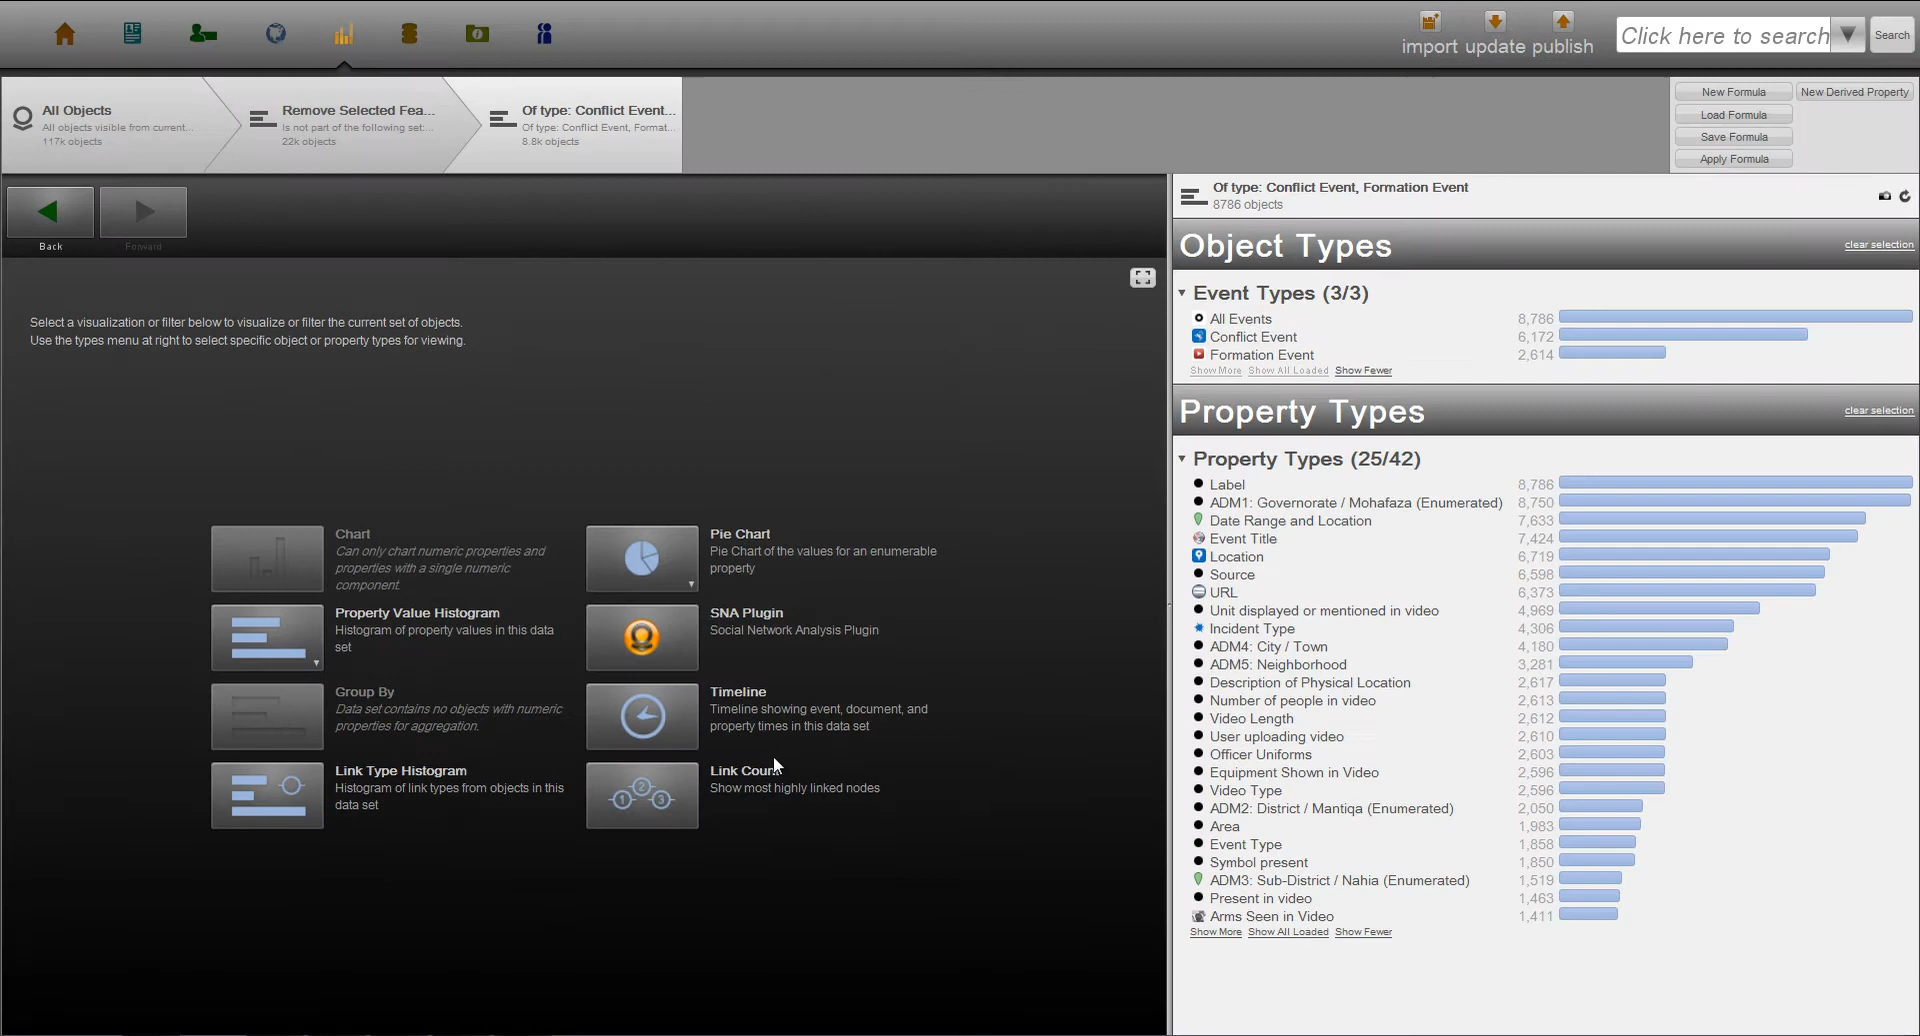 import update publish
Click here to search
Search
All Objects
All objects visible from current...
117k objects
Remove Selected Fea...
Is not part of the following set:...
22k objects
Of type: Conflict Event...
Of type: Conflict Event, Format...
8.8k objects
New Formula
New Derived Property
Load Formula
Save Formula
Apply Formula
Back
Forward
Of type: Conflict Event, Formation Event
8786 objects
Select a visualization or filter below to visualize or filter the current set of objects.
Use the types menu at right to select specific object or property types for viewing.
Chart
Can only chart numeric properties and
properties with a single numeric
component.
Pie Chart
Pie Chart of the values for an enumerable
property
Property Value Histogram
Histogram of property values in this data
set
SNA Plugin
Social Network Analysis Plugin
Group By
Data set contains no objects with numeric
properties for aggregation.
Timeline
Timeline showing event, document, and
property times in this data set
Link Type Histogram
Histogram of link types from objects in this
data set
Link
Show most highly linked nodes
1 2 3
Object Types
clear selection
Event Types (3/3)
All Events 8,786
Conflict Event 6,172
Formation Event 2,614
Show More Show All Loaded Show Fewer
Property Types
clear selection
Property Types (25/42)
Label 8,786
ADM1: Governorate / Mohafaza (Enumerated) 8,750
Date Range and Location 7,633
Event Title 7,424
Location 6,719
Source 6,598
URL 6,373
Unit displayed or mentioned in video 4,969
Incident Type 4,306
ADM4: City / Town 4,180
ADM5: Neighborhood 3,281
Description of Physical Location 2,617
Number of people in video 2,613
Video Length 2,612
User uploading video 2,610
Officer Uniforms 2,603
Equipment Shown in Video 2,596
Video Type 2,596
ADM2: District / Mantiqa (Enumerated) 2,050
Area 1,983
Event Type 1,858
Symbol present 1,850
ADM3: Sub-District / Nahia (Enumerated) 1,519
Present in video 1,463
Arms Seen in Video 1,411
Show More Show All Loaded Show Fewer